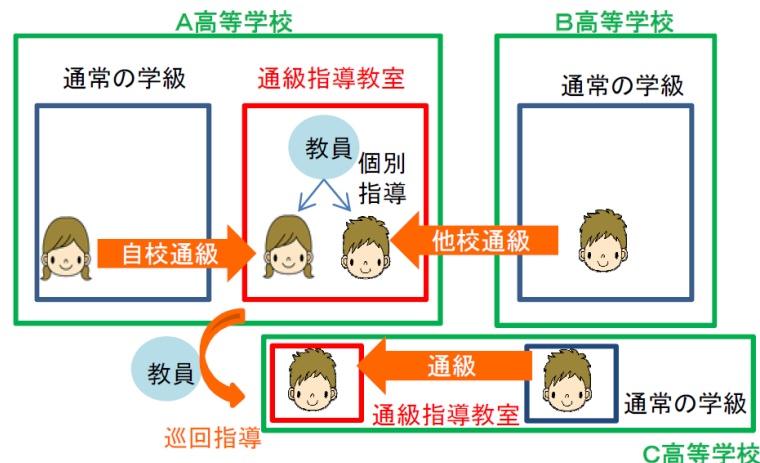 A高等学校
B高等学校
通常の学級
通級指導教室
通常の学級
教員
個別
指導
自校通級
他校通級
教員
巡回指導
通級
通級指導教室
通常の学級
C高等学校